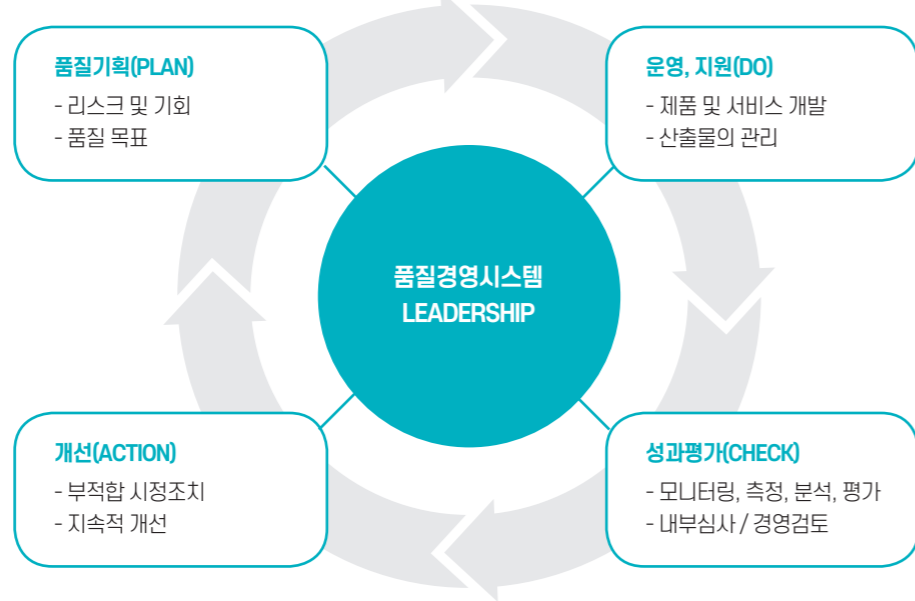 품질기획(PLAN)
- 리스크 및 기회
- 품질 목표
운영, 지원(DO)
- 제품 및 서비스 개발
- 산출물의 관리
품질경영시스템
LEADERSHIP
개선(ACTION)
- 부적합 시정조치
- 지속적 개선
성과평가(CHECK)
- 모니터링, 측정, 분석, 평가
- 내부심사 / 경영검토